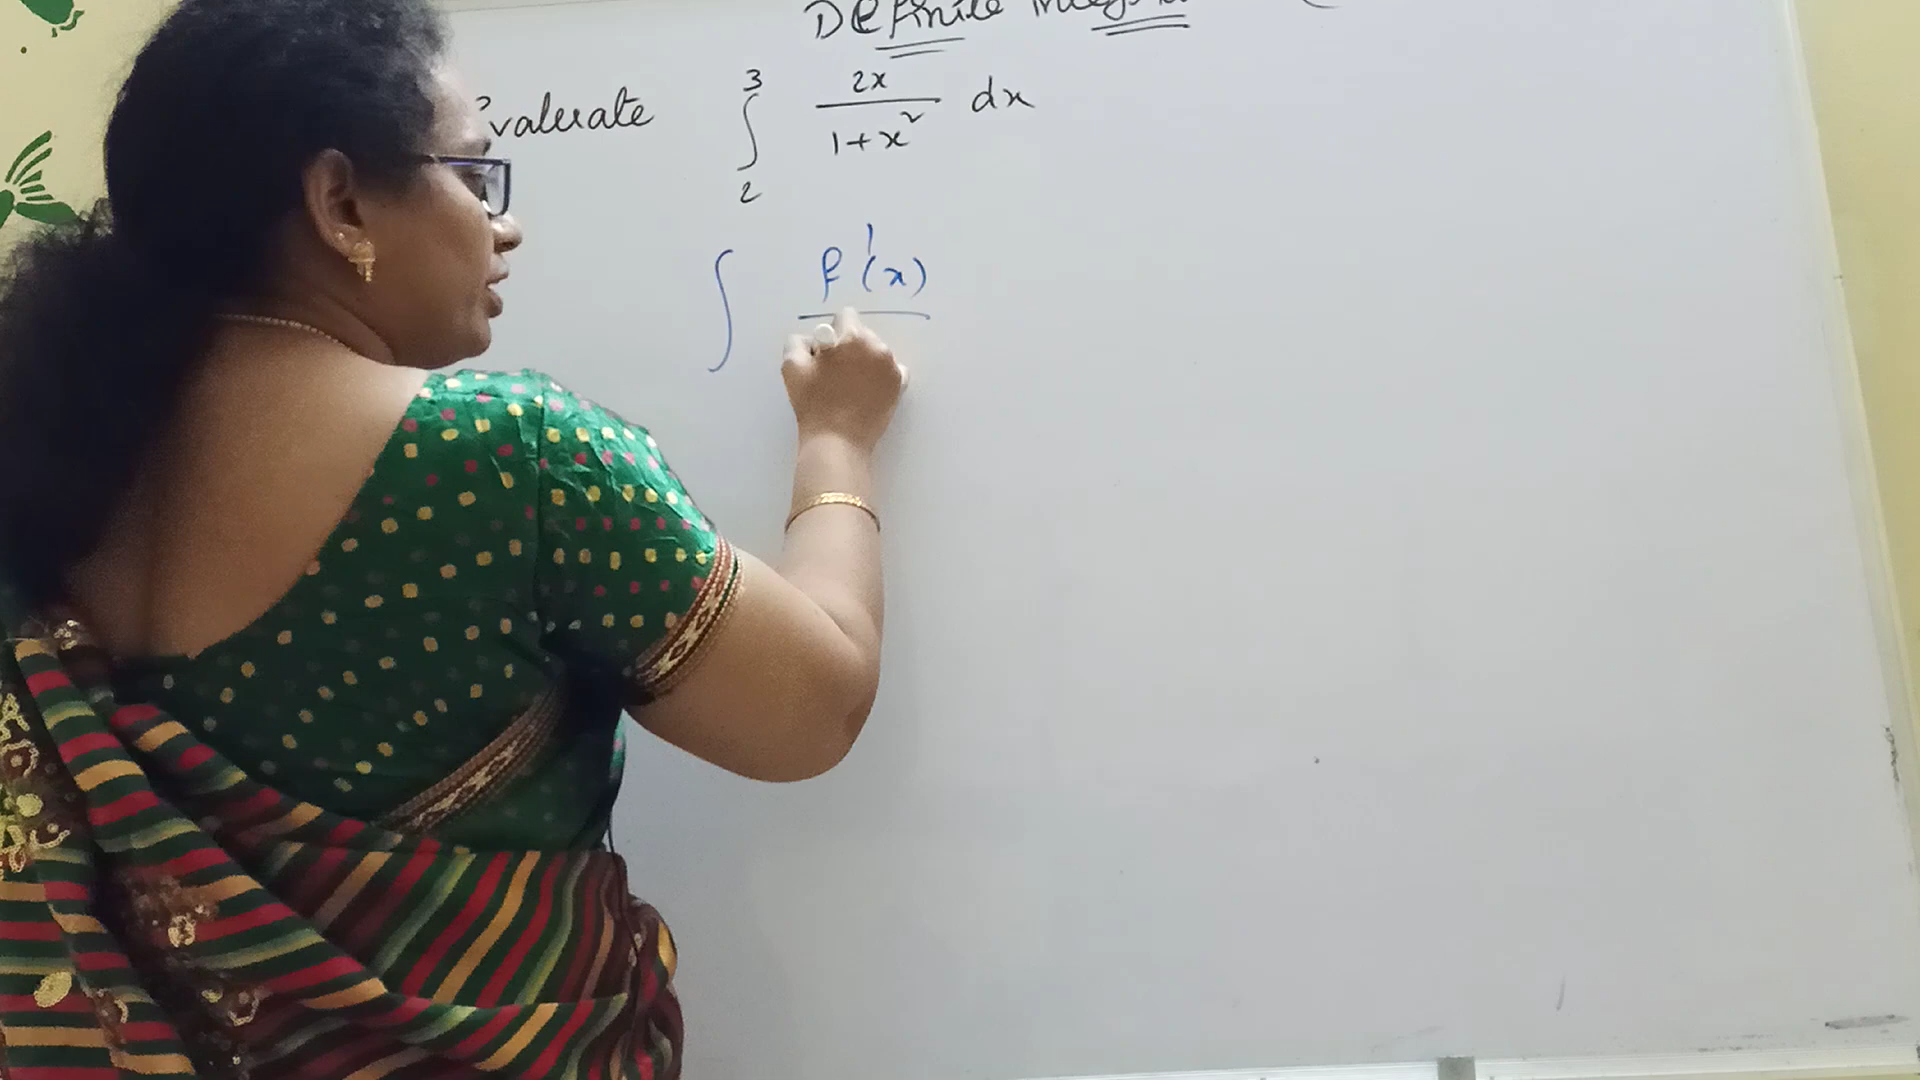 Definite
Evaluate ∫₂³ 2x/(1+x²) dx
∫ f'(x)